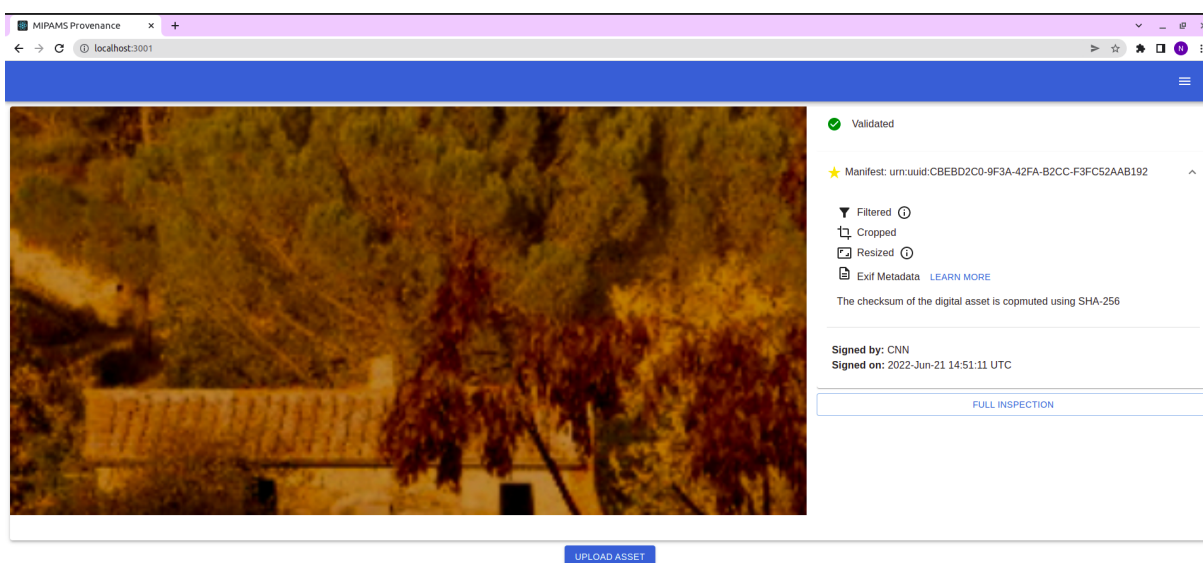 MIPAMS Provenance
localhost:3001
N
Validated
Manifest: urn:uuid:CBEBD2C0-9F3A-42FA-B2CC-F3FC52AAB192
Filtered
Cropped
Resized
Exif Metadata LEARN MORE
The checksum of the digital asset is copmuted using SHA-256
Signed by: CNN
Signed on: 2022-Jun-21 14:51:11 UTC
FULL INSPECTION
UPLOAD ASSET